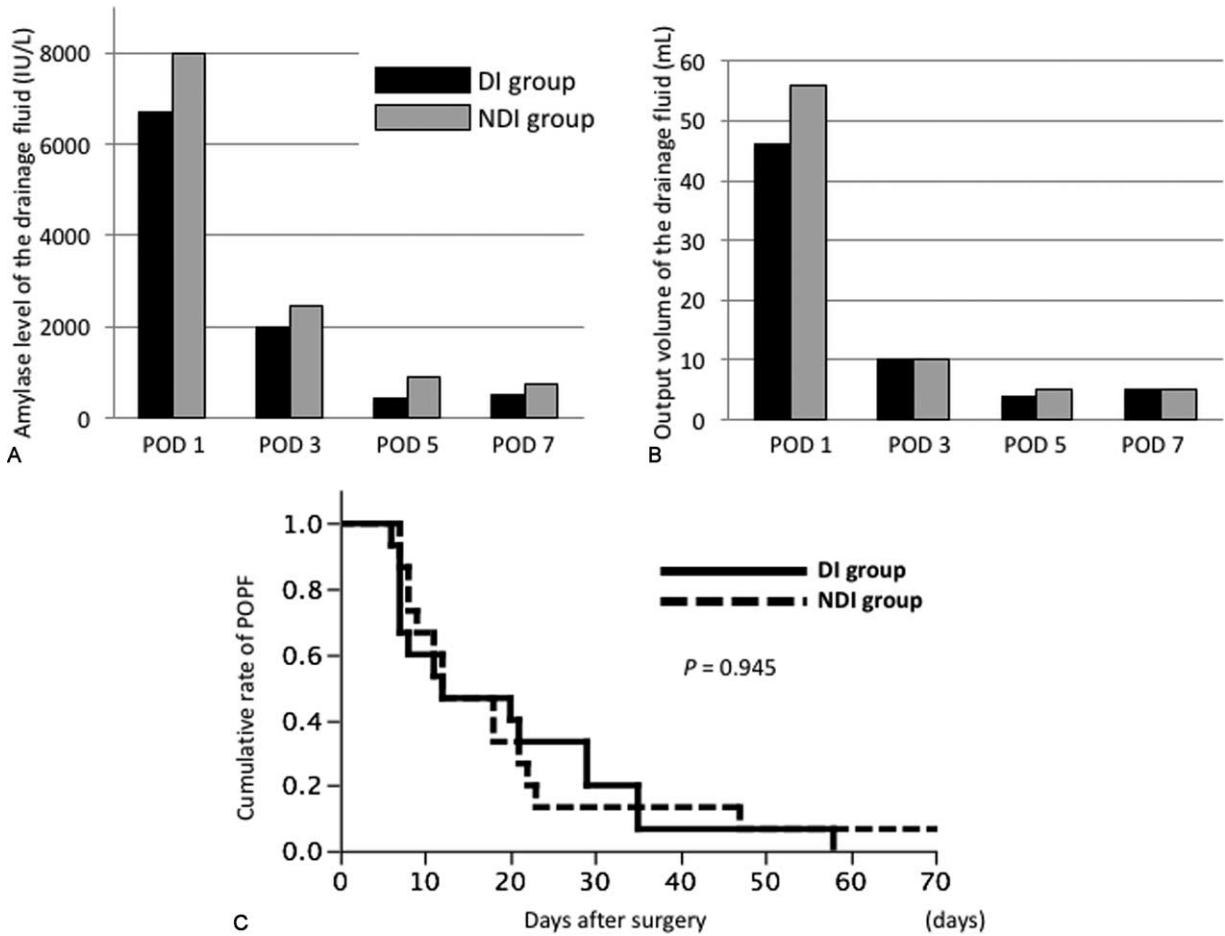 Amylase level of the drainage fluid (IU/L)
8000
6000
4000
2000
0
DI group
NDI group
POD 1 POD 3 POD 5 POD 7
A
Output volume of the drainage fluid (mL)
60
50
40
30
20
10
0
POD 1 POD 3 POD 5 POD 7
B
Cumulative rate of POPF
1.0
0.8
0.6
0.4
0.2
0.0
DI group
NDI group
P = 0.945
0 10 20 30 40 50 60 70
Days after surgery (days)
C